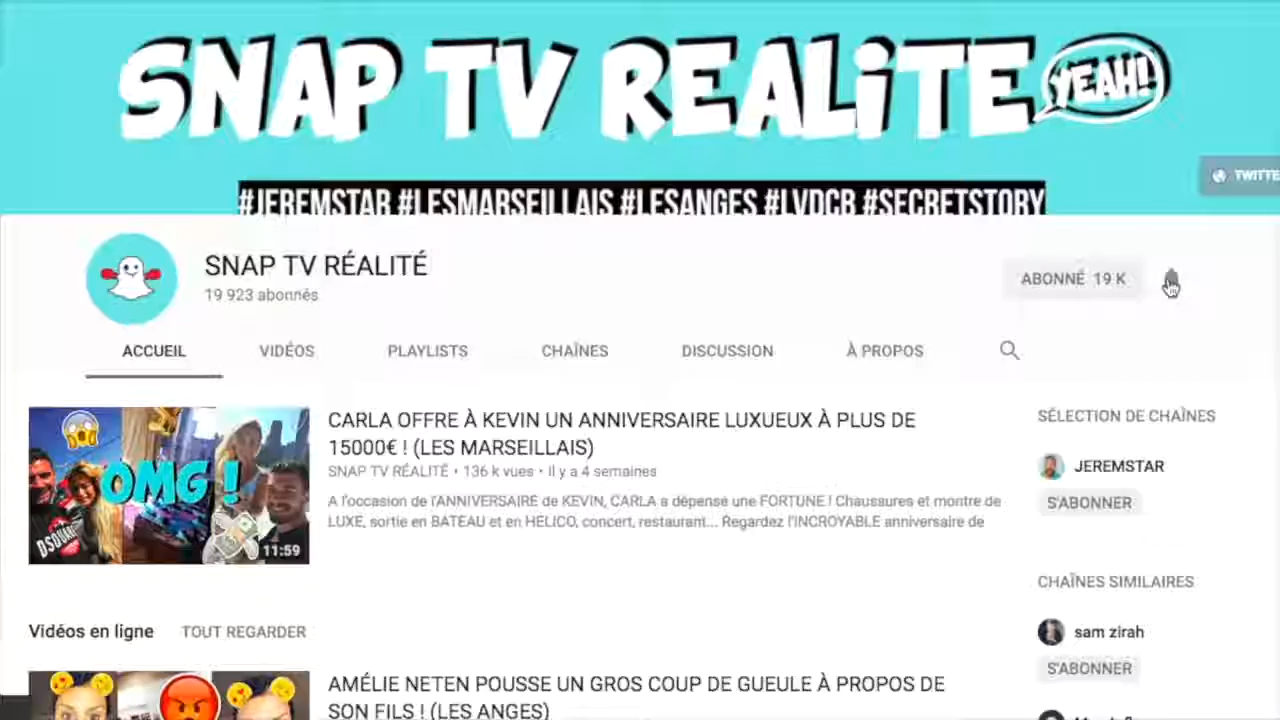 SNAP TV REALiTE YEAH!
#JEREMSTAR #LESMARSEILLAIS #LESANGES #LVDCB #SECRETSTORY
TWITTE
SNAP TV RÉALITÉ
19 923 abonnés
ABONNÉ 19 K
ACCUEIL VIDÉOS PLAYLISTS CHAÎNES DISCUSSION À PROPOS
OMG !
DSQUARED
11:59
CARLA OFFRE À KEVIN UN ANNIVERSAIRE LUXUEUX À PLUS DE
15000€ ! (LES MARSEILLAIS)
SNAP TV RÉALITÉ • 136 k vues • il y a 4 semaines
A l'occasion de l'ANNIVERSAIRE de KEVIN, CARLA a dépensé une FORTUNE ! Chaussures et montre de
LUXE, sortie en BATEAU et en HELICO, concert, restaurant... Regardez l'INCROYABLE anniversaire de
SÉLECTION DE CHAÎNES
JEREMSTAR
S'ABONNER
CHAÎNES SIMILAIRES
sam zirah
S'ABONNER
Vidéos en ligne TOUT REGARDER
AMÉLIE NETEN POUSSE UN GROS COUP DE GUEULE À PROPOS DE
SON FILS ! (LES ANGES)